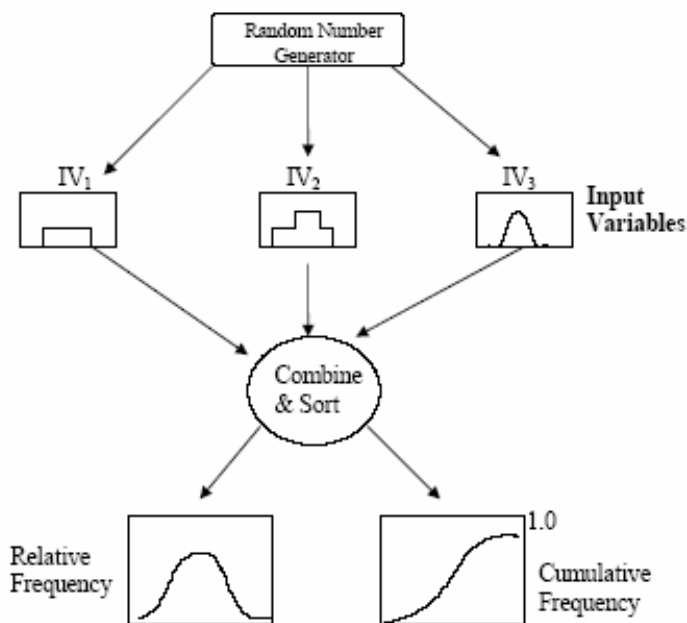 Random Number
Generator
IV₁
IV₂
IV₃
Input
Variables
Combine
& Sort
Relative
Frequency
1.0
Cumulative
Frequency